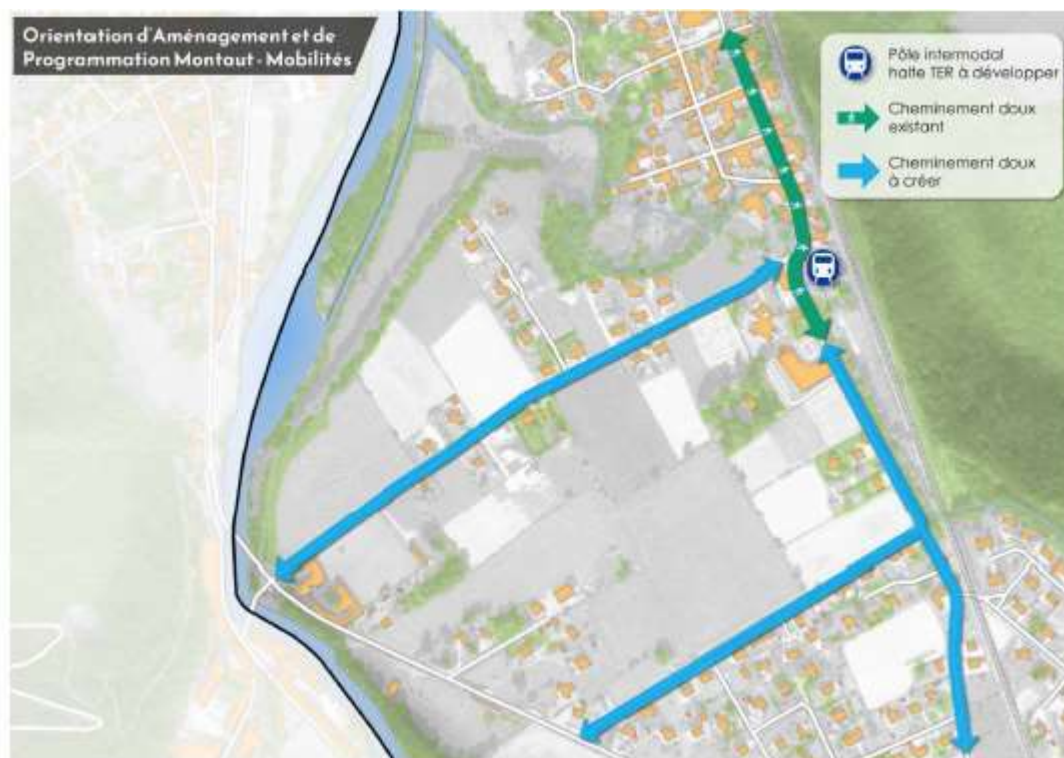 Orientation d'Aménagement et de
Programmation Montaut - Mobilités
Pôle intermodal
halte TER à développer
Cheminement doux
existant
Cheminement doux
à créer